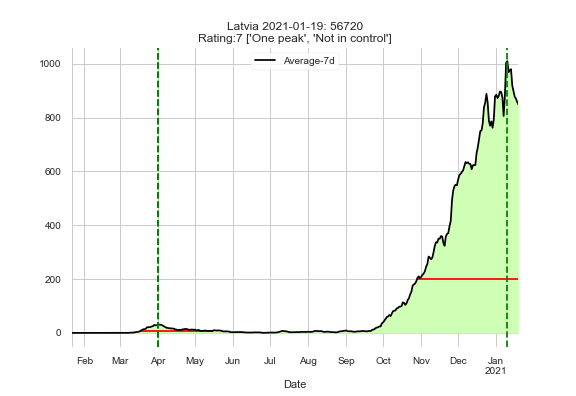 Latvia 2021-01-19: 56720
Rating:7 ['One peak', 'Not in control']
Average-7d
1000
800
600
400
200
0
Feb Mar Apr May Jun Jul Aug Sep Oct Nov Dec Jan
2021
Date